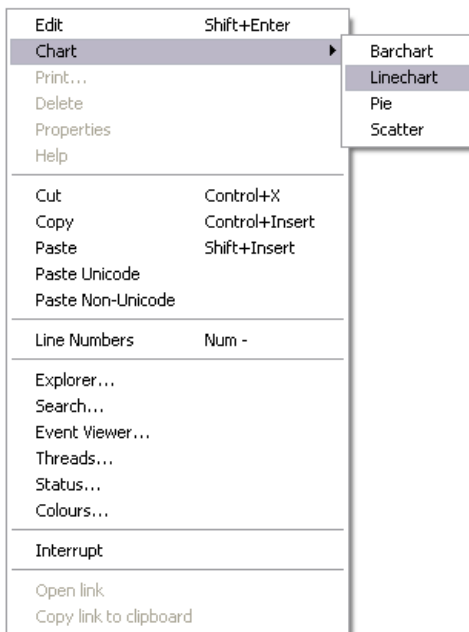 Edit Shift+Enter
Chart
Barchart
Linechart
Pie
Scatter
Print...
Delete
Properties
Help
Cut Control+X
Copy Control+Insert
Paste Shift+Insert
Paste Unicode
Paste Non-Unicode
Line Numbers Num -
Explorer...
Search...
Event Viewer...
Threads...
Status...
Colours...
Interrupt
Open link
Copy link to clipboard